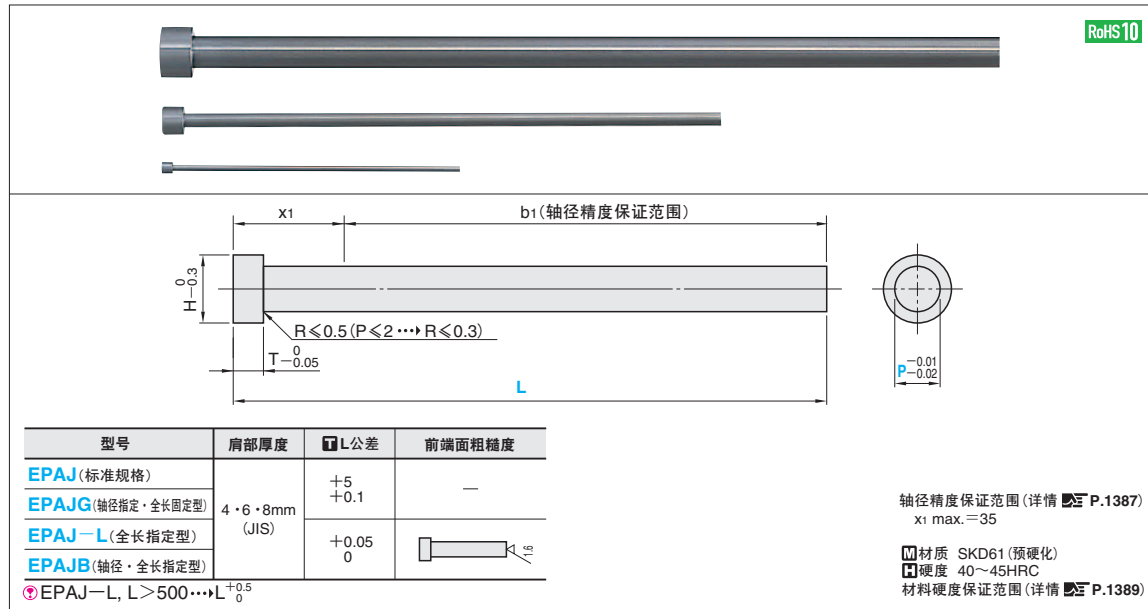 RoHS10
x1
b1(轴径精度保证范围)
H 0 −0.3
R≤0.5(P≤2····▸R≤0.3)
T 0 −0.05
L
P −0.01 −0.02
型号 肩部厚度 T L公差 前端面粗糙度
EPAJ(标准规格)
EPAJG(轴径指定・全长固定型)
EPAJ−L(全长指定型)
EPAJB(轴径・全长指定型)
4・6・8mm
(JIS)
+5
+0.1
—
+0.05
0
1.6
EPAJ−L, L>500····▸L +0.5 0
轴径精度保证范围(详情 P.1387)
x1 max.=35
M材质 SKD61(预硬化)
H硬度 40~45HRC
材料硬度保证范围(详情 P.1389)